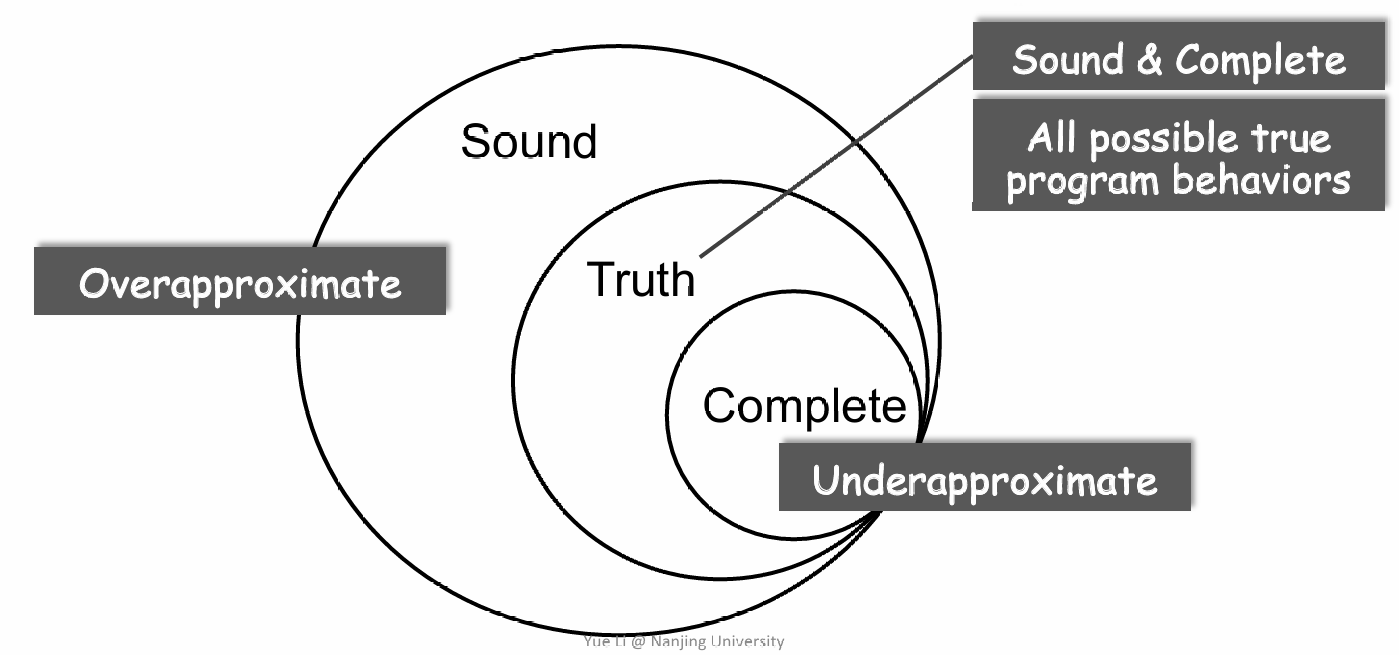 Sound & Complete
All possible true
program behaviors
Sound
Overapproximate
Truth
Complete
Underapproximate
Yue Li @ Nanjing University